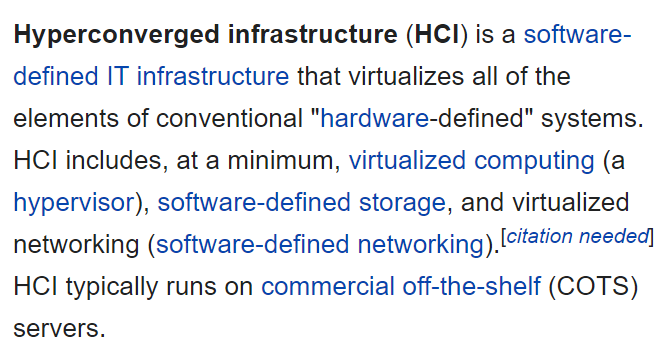 Hyperconverged infrastructure (HCI) is a software-
defined IT infrastructure that virtualizes all of the
elements of conventional "hardware-defined" systems.
HCI includes, at a minimum, virtualized computing (a
hypervisor), software-defined storage, and virtualized
networking (software-defined networking).[citation needed]
HCI typically runs on commercial off-the-shelf (COTS)
servers.